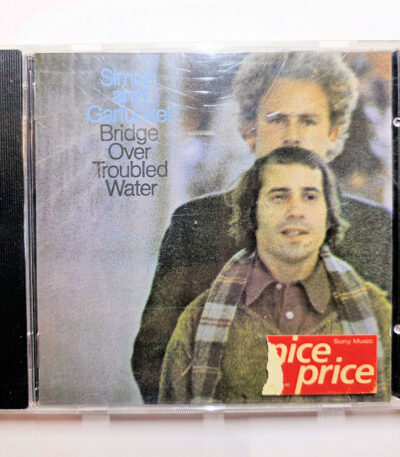 Simon
and
Garfunkel
Bridge
Over
Troubled
Water
Sony Music
nice
price